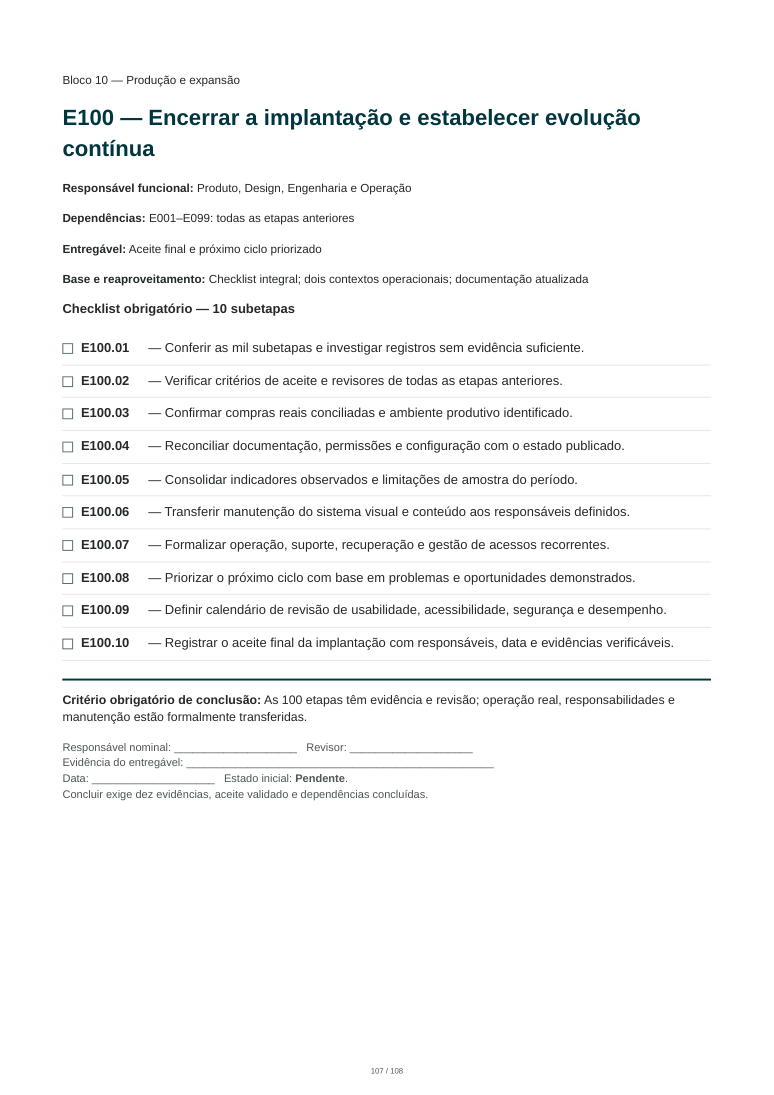 Bloco 10 — Produção e expansão
E100 — Encerrar a implantação e estabelecer evolução
contínua
Responsável funcional: Produto, Design, Engenharia e Operação
Dependências: E001–E099: todas as etapas anteriores
Entregável: Aceite final e próximo ciclo priorizado
Base e reaproveitamento: Checklist integral; dois contextos operacionais; documentação atualizada
Checklist obrigatório — 10 subetapas
☐ E100.01 — Conferir as mil subetapas e investigar registros sem evidência suficiente.
☐ E100.02 — Verificar critérios de aceite e revisores de todas as etapas anteriores.
☐ E100.03 — Confirmar compras reais conciliadas e ambiente produtivo identificado.
☐ E100.04 — Reconciliar documentação, permissões e configuração com o estado publicado.
☐ E100.05 — Consolidar indicadores observados e limitações de amostra do período.
☐ E100.06 — Transferir manutenção do sistema visual e conteúdo aos responsáveis definidos.
☐ E100.07 — Formalizar operação, suporte, recuperação e gestão de acessos recorrentes.
☐ E100.08 — Priorizar o próximo ciclo com base em problemas e oportunidades demonstrados.
☐ E100.09 — Definir calendário de revisão de usabilidade, acessibilidade, segurança e desempenho.
☐ E100.10 — Registrar o aceite final da implantação com responsáveis, data e evidências verificáveis.
Critério obrigatório de conclusão: As 100 etapas têm evidência e revisão; operação real, responsabilidades e
manutenção estão formalmente transferidas.
Responsável nominal: ____________________ Revisor: ____________________
Evidência do entregável: __________________________________________________
Data: ____________________ Estado inicial: Pendente.
Concluir exige dez evidências, aceite validado e dependências concluídas.
107 / 108